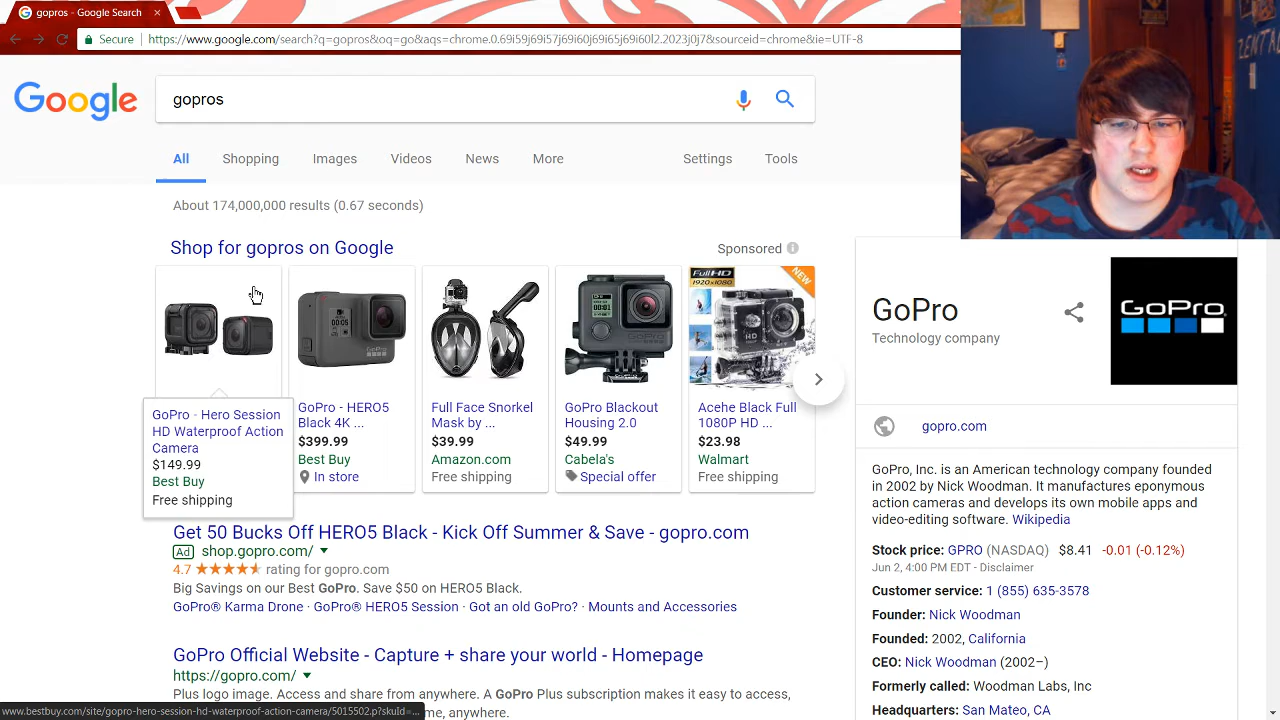 gopros - Google Search
Secure
https://www.google.com/search?q=gopros&oq=go&aqs=chrome.0.69i59j69i57j69i60j69i65j69i60l2.2023j0j7&sourceid=chrome&ie=UTF-8
Google
gopros
All
Shopping
Images
Videos
News
More
Settings
Tools
About 174,000,000 results (0.67 seconds)
Shop for gopros on Google
Sponsored
GoPro - Hero Session
HD Waterproof Action
Camera
$149.99
Best Buy
Free shipping
GoPro - HERO5
Black 4K ...
$399.99
Best Buy
In store
Full Face Snorkel
Mask by ...
$39.99
Amazon.com
Free shipping
GoPro Blackout
Housing 2.0
$49.99
Cabela's
Special offer
Full HD
1920x1080
NEW
Acehe Black Full
1080P HD ...
$23.98
Walmart
Free shipping
Get 50 Bucks Off HERO5 Black - Kick Off Summer & Save - gopro.com
Ad shop.gopro.com/
4.7 rating for gopro.com
Big Savings on our Best GoPro. Save $50 on HERO5 Black.
GoPro® Karma Drone · GoPro® HERO5 Session · Got an old GoPro? · Mounts and Accessories
GoPro Official Website - Capture + share your world - Homepage
https://gopro.com/
Plus logo image. Access and share from anywhere. A GoPro Plus subscription makes it easy to access,
me, anywhere.
www.bestbuy.com/site/gopro-hero-session-hd-waterproof-action-camera/5015502.p?skuId=...
GoPro
Technology company
GoPro
gopro.com
GoPro, Inc. is an American technology company founded
in 2002 by Nick Woodman. It manufactures eponymous
action cameras and develops its own mobile apps and
video-editing software. Wikipedia
Stock price: GPRO (NASDAQ) $8.41 -0.01 (-0.12%)
Jun 2, 4:00 PM EDT - Disclaimer
Customer service: 1 (855) 635-3578
Founder: Nick Woodman
Founded: 2002, California
CEO: Nick Woodman (2002–)
Formerly called: Woodman Labs, Inc
Headquarters: San Mateo, CA